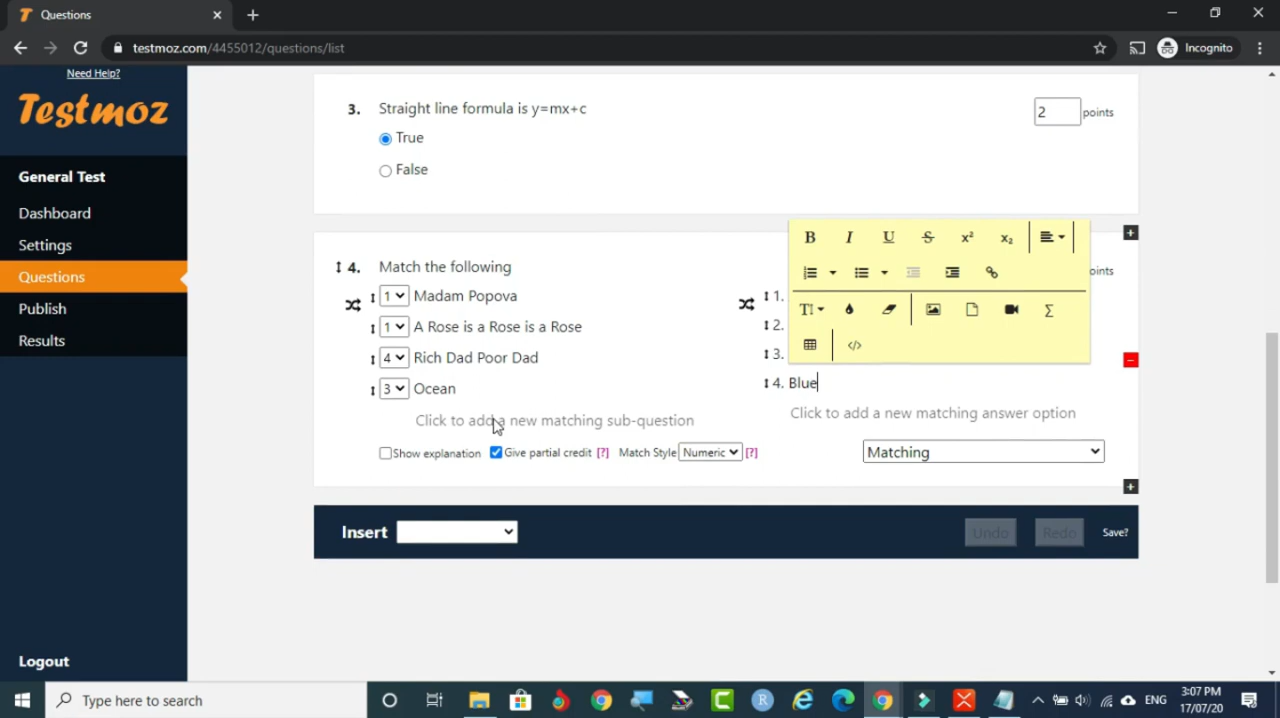 Questions
testmoz.com/4455012/questions/list
Incognito
Need Help?
Testmoz
General Test
Dashboard
Settings
Questions
Publish
Results
Logout
3. Straight line formula is y=mx+c
2 points
True
False
4. Match the following
oints
1 Madam Popova
1 A Rose is a Rose is a Rose
4 Rich Dad Poor Dad
3 Ocean
Click to add a new matching sub-question
1.
2.
3.
4. Blue
Click to add a new matching answer option
B I U S x² x₂
TI Σ
</>
Show explanation Give partial credit [?] Match Style Numeric [?]
Matching
Insert
Undo Redo Save?
Type here to search
ENG
3:07 PM
17/07/20